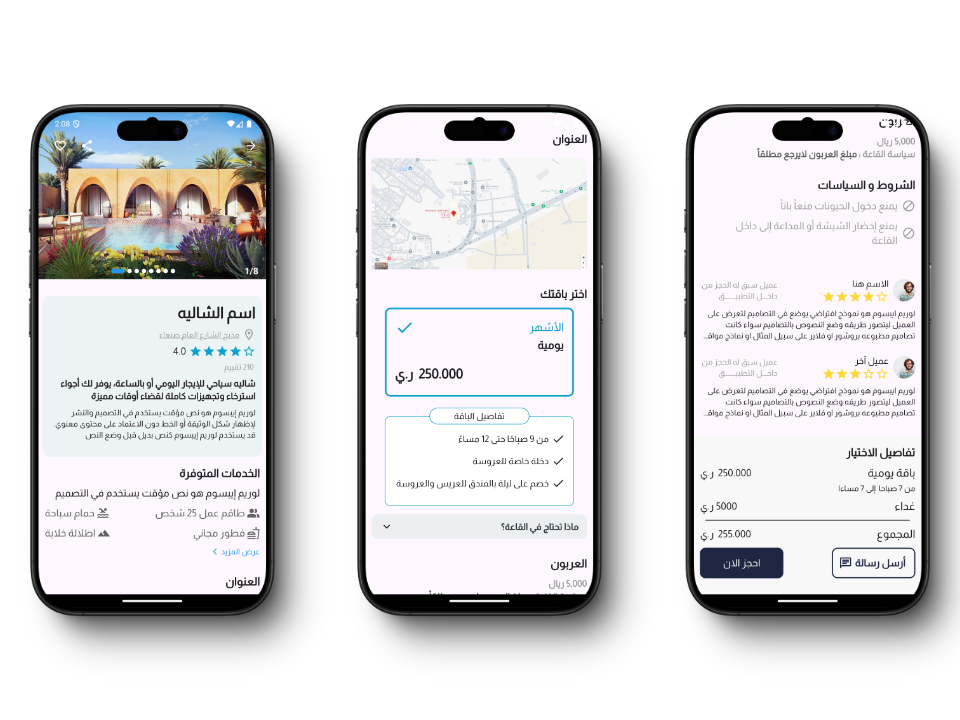 2:08
1/8
اسم الشاليه
مذبح الشارع العام صنعاء
4.0
210 تقييم
شاليه سياحي للإيجار اليومي أو بالساعة، يوفر لك أجواء
استرخاء وتجهيزات كاملة لقضاء أوقات مميزة
لوريم إيبسوم هو نص مؤقت يستخدم في التصميم والنشر
لإظهار شكل الوثيقة أو الخط دون الاعتماد على محتوى معنوي.
قد يستخدم لوريم إيبسوم كنص بديل قبل وضع النص
الخدمات المتوفرة
لوريم إيبسوم هو نص مؤقت يستخدم في التصميم
طاقم عمل 25 شخص
حمام سباحة
فطور مجاني
اطلالة خلابة
عرض المزيد
العنوان
العنوان
اختر باقتك
الأشهر
يومية
250.000 ر.ي
تفاصيل الباقة
من 9 صباحًا حتى 12 مساءً
دخلة خاصة للعروسة
خصم على ليلة بالفندق للعريس والعروسة
ماذا تحتاج في القاعة؟
العربون
5,000 ريال
5,000 ريال
سياسة القاعة ، مبلغ العربون لايرجع مطلقاً
الشروط و السياسات
يمنع دخول الحيونات منعاً باتاً
يمنع إحضار الشيشة أو المداعة إلى داخل
القاعة
الاسم هنا
عميل سبق له الحجز من
داخـــل التطبيــــق
لوريم ايبسوم هو نموذج افتراضي يوضع في التصاميم لتعرض على
العميل ليتصور طريقه وضع النصوص بالتصاميم سواء كانت
تصاميم مطبوعه بروشور او فلاير على سبيل المثال او نماذج مواقـ..
عميل آخر
عميل سبق له الحجز من
داخـــل التطبيــــق
لوريم ايبسوم هو نموذج افتراضي يوضع في التصاميم لتعرض على
العميل ليتصور طريقه وضع النصوص بالتصاميم سواء كانت
تصاميم مطبوعه بروشور او فلاير على سبيل المثال او نماذج مواقـ..
تفاصيل الاختيار
باقة يومية
250.000 ر.ي
من 7 صباحا إلى 7 مساءا
غداء
5000 ر.ي
المجموع
255.000 ر.ي
أرسل رسالة
احجز الان